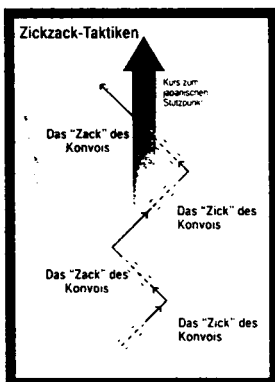 Zickzack-Taktiken
Kurs zum
japanischen
Stutzpunkt
Das "Zack" des
Konvois
Das "Zick" des
Konvois
Das "Zack" des
Konvois
Das "Zick" des
Konvois